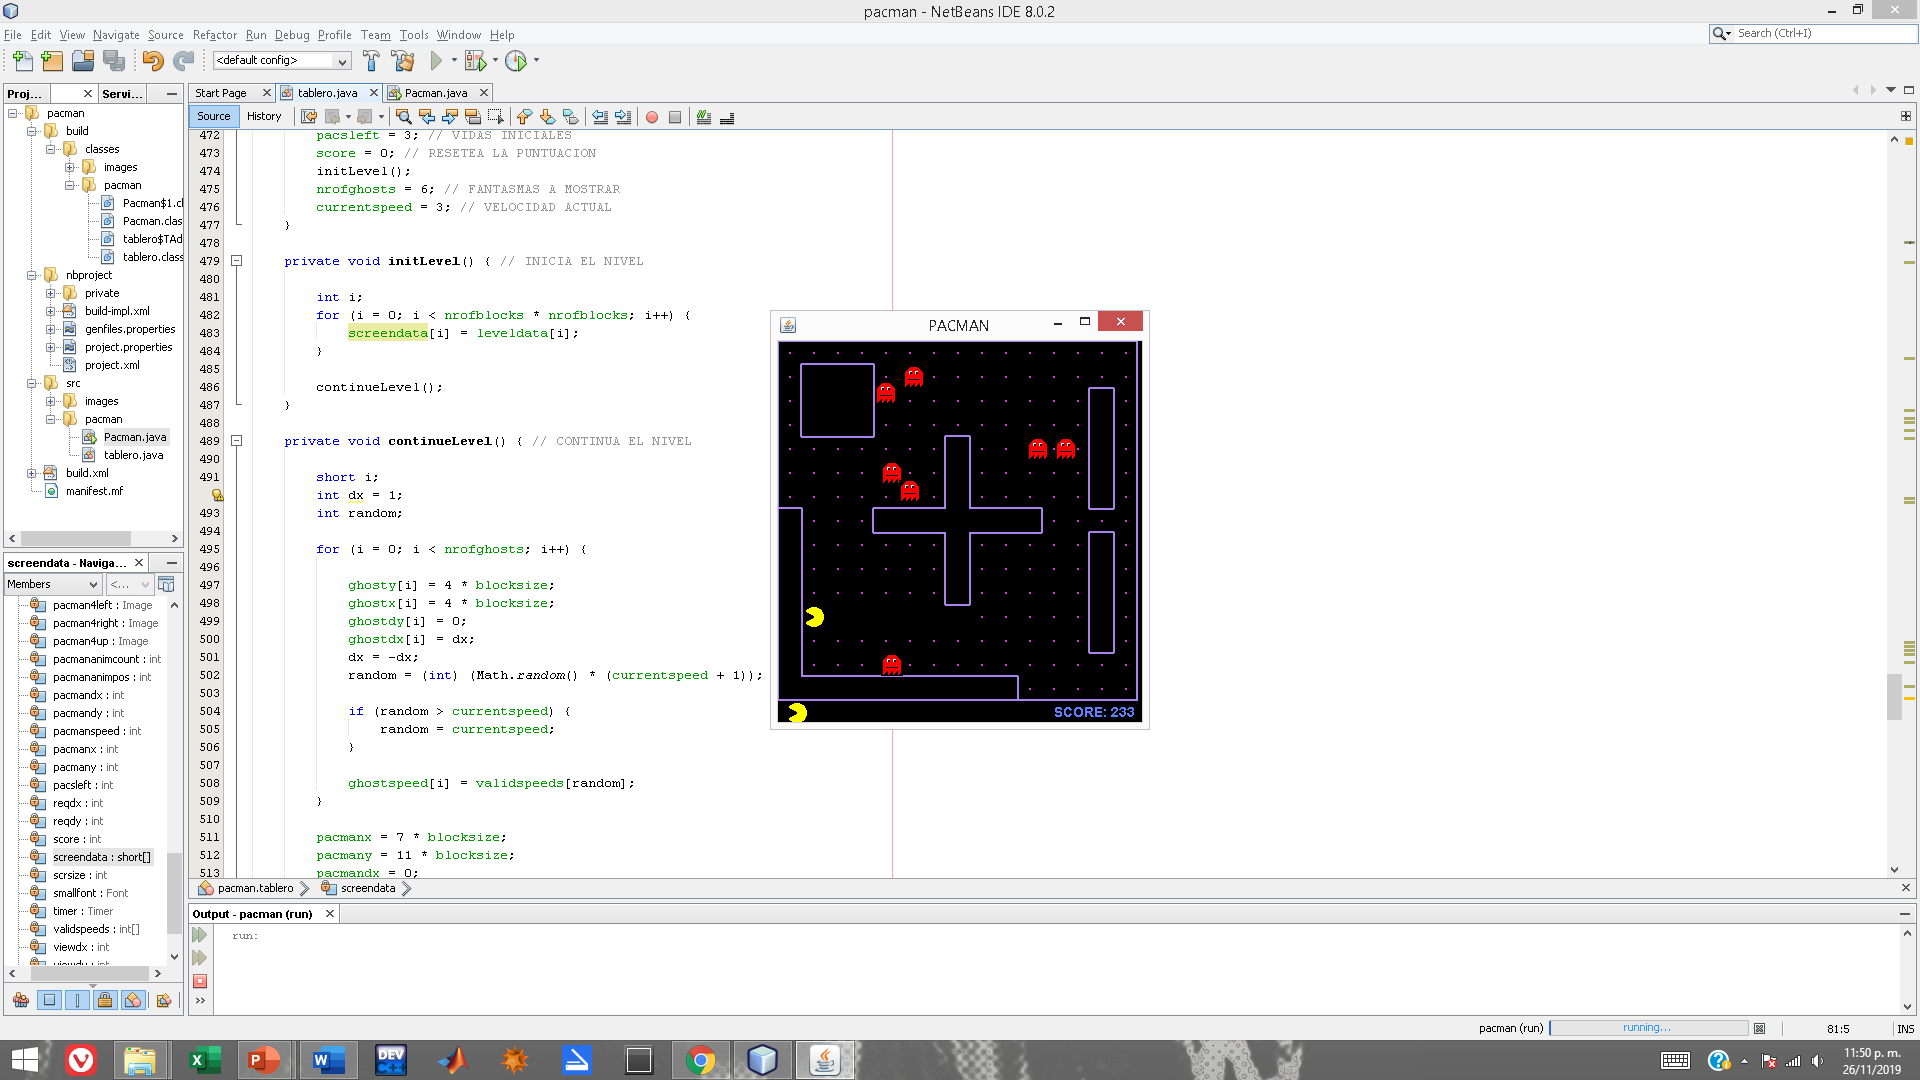 pacman - NetBeans IDE 8.0.2
File Edit View Navigate Source Refactor Run Debug Profile Team Tools Window Help
Search (Ctrl+I)
<default config>
Proj...
Servi...
pacman
build
classes
images
pacman
Pacman$1.cl
Pacman.clas
tablero$TAd
tablero.class
nbproject
private
build-impl.xml
genfiles.properties
project.properties
project.xml
src
images
pacman
Pacman.java
tablero.java
build.xml
manifest.mf
screendata - Naviga...
Members
<...
pacman4left : Image
pacman4right : Image
pacman4up : Image
pacmananimcount : int
pacmananimpos : int
pacmandx : int
pacmandy : int
pacmanspeed : int
pacmanx : int
pacmany : int
pacsleft : int
reqdx : int
reqdy : int
score : int
screendata : short[]
scrsize : int
smallfont : Font
timer : Timer
validspeeds : int[]
viewdx : int
viewdy : int
Start Page
tablero.java
Pacman.java
Source
History
472 pacsleft = 3; // VIDAS INICIALES
473 score = 0; // RESETEA LA PUNTUACION
474 initLevel();
475 nrofghosts = 6; // FANTASMAS A MOSTRAR
476 currentspeed = 3; // VELOCIDAD ACTUAL
477 }
478
479 private void initLevel() { // INICIA EL NIVEL
480
481 int i;
482 for (i = 0; i < nrofblocks * nrofblocks; i++) {
483 screendata[i] = leveldata[i];
484 }
485
486 continueLevel();
487 }
488
489 private void continueLevel() { // CONTINUA EL NIVEL
490
491 short i;
int dx = 1;
493 int random;
494
495 for (i = 0; i < nrofghosts; i++) {
496
497 ghosty[i] = 4 * blocksize;
498 ghostx[i] = 4 * blocksize;
499 ghostdy[i] = 0;
500 ghostdx[i] = dx;
501 dx = -dx;
502 random = (int) (Math.random() * (currentspeed + 1));
503
504 if (random > currentspeed) {
505 random = currentspeed;
506 }
507
508 ghostspeed[i] = validspeeds[random];
509 }
510
511 pacmanx = 7 * blocksize;
512 pacmany = 11 * blocksize;
513 pacmandx = 0;
PACMAN
SCORE: 233
pacman.tablero
screendata
Output - pacman (run)
run:
pacman (run)
running...
81:5
INS
DEV C++
11:50 p. m.
26/11/2019